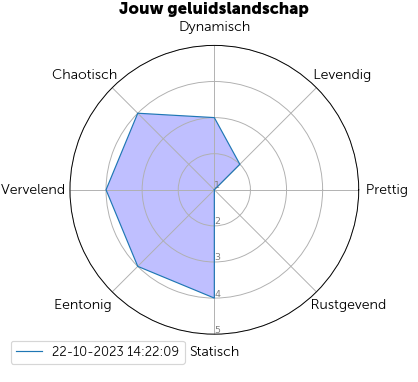 Jouw geluidslandschap
Dynamisch
Chaotisch
Levendig
Vervelend
1
Prettig
2
3
4
Eentonig
Rustgevend
5
22-10-2023 14:22:09
Statisch